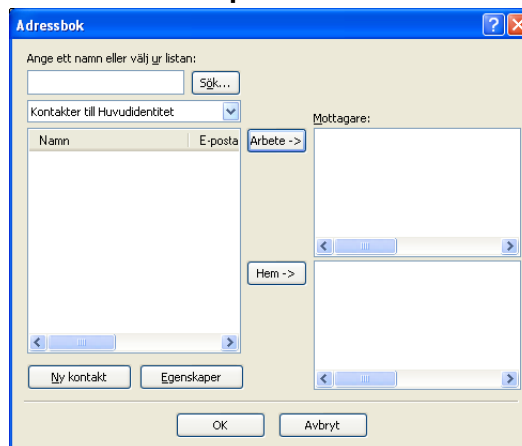 Adressbok
Ange ett namn eller välj ur listan:
Sök...
Kontakter till Huvudidentitet
Mottagare:
Namn E-posta
Arbete ->
Hem ->
Ny kontakt Egenskaper
OK Avbryt